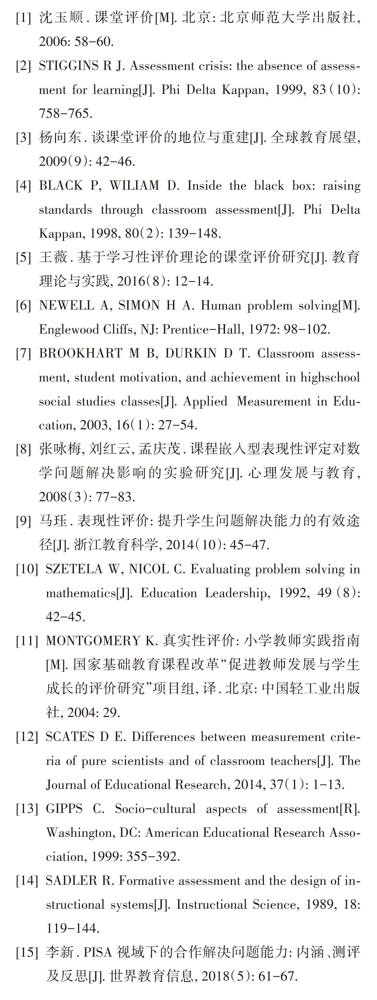 [1] 沈玉顺. 课堂评价[M]. 北京: 北京师范大学出版社,
2006: 58-60.
[2] STIGGINS R J. Assessment crisis: the absence of assess-
ment for learning[J]. Phi Delta Kappan, 1999, 83(10):
758-765.
[3] 杨向东. 谈课堂评价的地位与重建[J]. 全球教育展望,
2009(9): 42-46.
[4] BLACK P, WILIAM D. Inside the black box: raising
standards through classroom assessment[J]. Phi Delta
Kappan, 1998, 80(2): 139-148.
[5] 王薇. 基于学习性评价理论的课堂评价研究[J]. 教育
理论与实践, 2016(8): 12-14.
[6] NEWELL A, SIMON H A. Human problem solving[M].
Englewood Cliffs, NJ: Prentice-Hall, 1972: 98-102.
[7] BROOKHART M B, DURKIN D T. Classroom assess-
ment, student motivation, and achievement in highschool
social studies classes[J]. Applied Measurement in Edu-
cation, 2003, 16(1): 27-54.
[8] 张咏梅, 刘红云, 孟庆茂. 课程嵌入型表现性评定对数
学问题解决影响的实验研究[J]. 心理发展与教育,
2008(3): 77-83.
[9] 马珏. 表现性评价: 提升学生问题解决能力的有效途
径[J]. 浙江教育科学, 2014(10): 45-47.
[10] SZETELA W, NICOL C. Evaluating problem solving in
mathematics[J]. Education Leadership, 1992, 49 (8):
42-45.
[11] MONTGOMERY K. 真实性评价: 小学教师实践指南
[M]. 国家基础教育课程改革“促进教师发展与学生
成长的评价研究”项目组, 译. 北京: 中国轻工业出版
社, 2004: 29.
[12] SCATES D E. Differences between measurement crite-
ria of pure scientists and of classroom teachers[J]. The
Journal of Educational Research, 2014, 37(1): 1-13.
[13] GIPPS C. Socio-cultural aspects of assessment[R].
Washington, DC: American Educational Research Asso-
ciation, 1999: 355-392.
[14] SADLER R. Formative assessment and the design of in-
structional systems[J]. Instructional Science, 1989, 18:
119-144.
[15] 李新. PISA 视域下的合作解决问题能力: 内涵、测评
及反思[J]. 世界教育信息, 2018(5): 61-67.